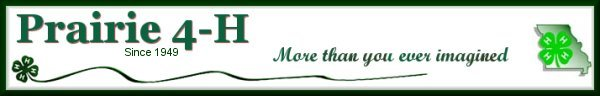 Prairie 4-H
Since 1949
More than you ever imagined
H H H H
H H H H